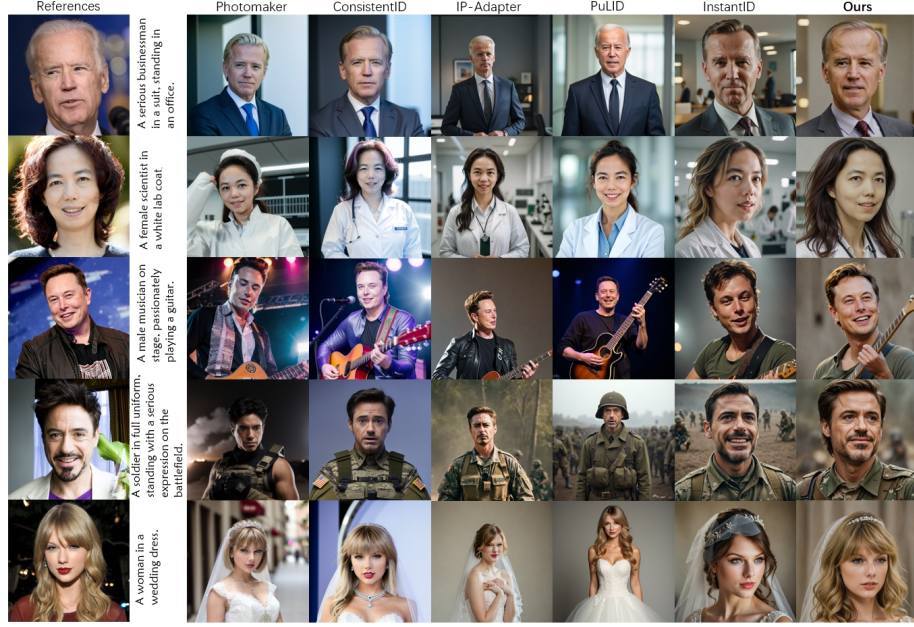 References
Photomaker
ConsistentID
IP-Adapter
PuLID
InstantID
Ours
A serious businessman
in a suit, standing in
an office.
A female scientist in
a white lab coat
A male musician on
stage, passionately
playing a guitar.
A soldier in full uniform,
standing with a serious
expression on the
battlefield.
A woman in a
wedding dress.